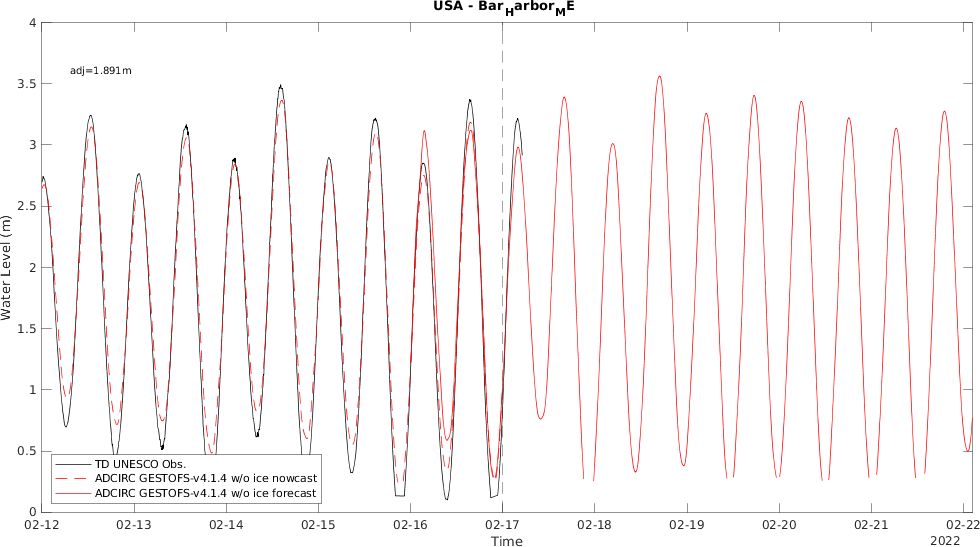 USA - Bar_Harbor_ME
adj=1.891m
Water Level (m)
4
3.5
3
2.5
2
1.5
1
0.5
0
TD UNESCO Obs.
ADCIRC GESTOFS-v4.1.4 w/o ice nowcast
ADCIRC GESTOFS-v4.1.4 w/o ice forecast
02-12 02-13 02-14 02-15 02-16 02-17 02-18 02-19 02-20 02-21 02-22
Time
2022